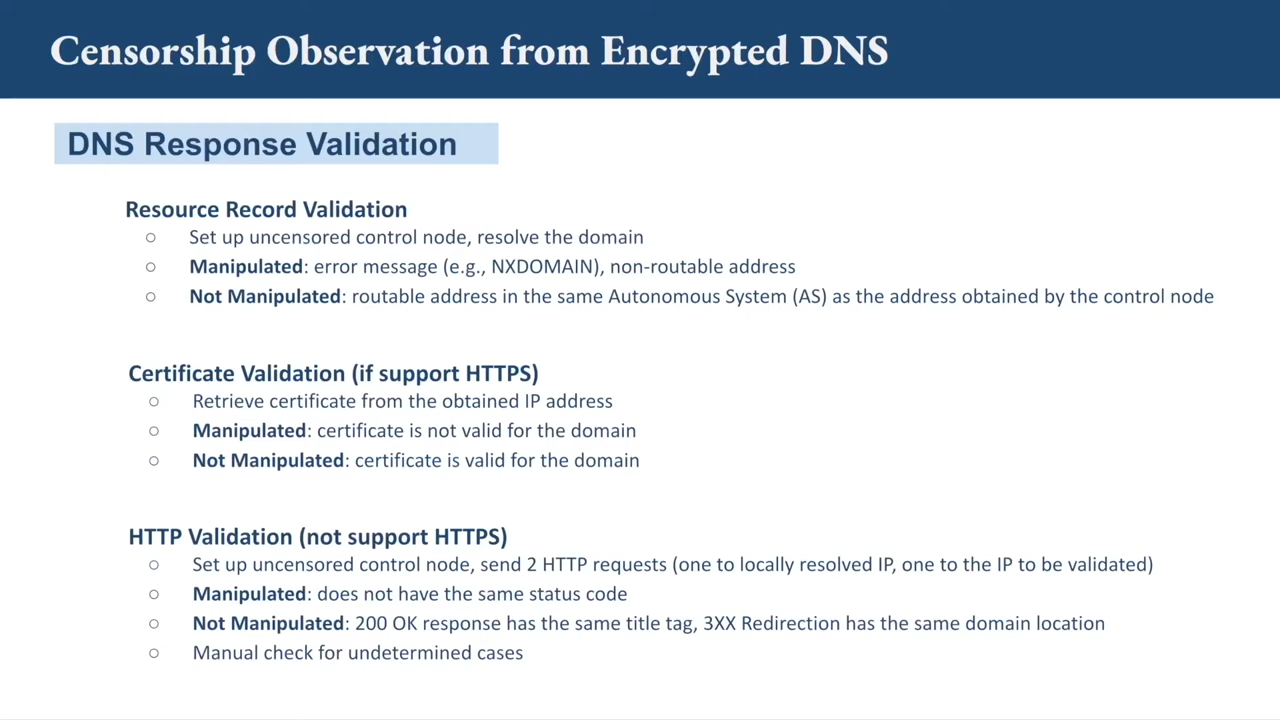 Censorship Observation from Encrypted DNS
DNS Response Validation
Resource Record Validation
○ Set up uncensored control node, resolve the domain
○ Manipulated: error message (e.g., NXDOMAIN), non-routable address
○ Not Manipulated: routable address in the same Autonomous System (AS) as the address obtained by the control node
Certificate Validation (if support HTTPS)
○ Retrieve certificate from the obtained IP address
○ Manipulated: certificate is not valid for the domain
○ Not Manipulated: certificate is valid for the domain
HTTP Validation (not support HTTPS)
○ Set up uncensored control node, send 2 HTTP requests (one to locally resolved IP, one to the IP to be validated)
○ Manipulated: does not have the same status code
○ Not Manipulated: 200 OK response has the same title tag, 3XX Redirection has the same domain location
○ Manual check for undetermined cases